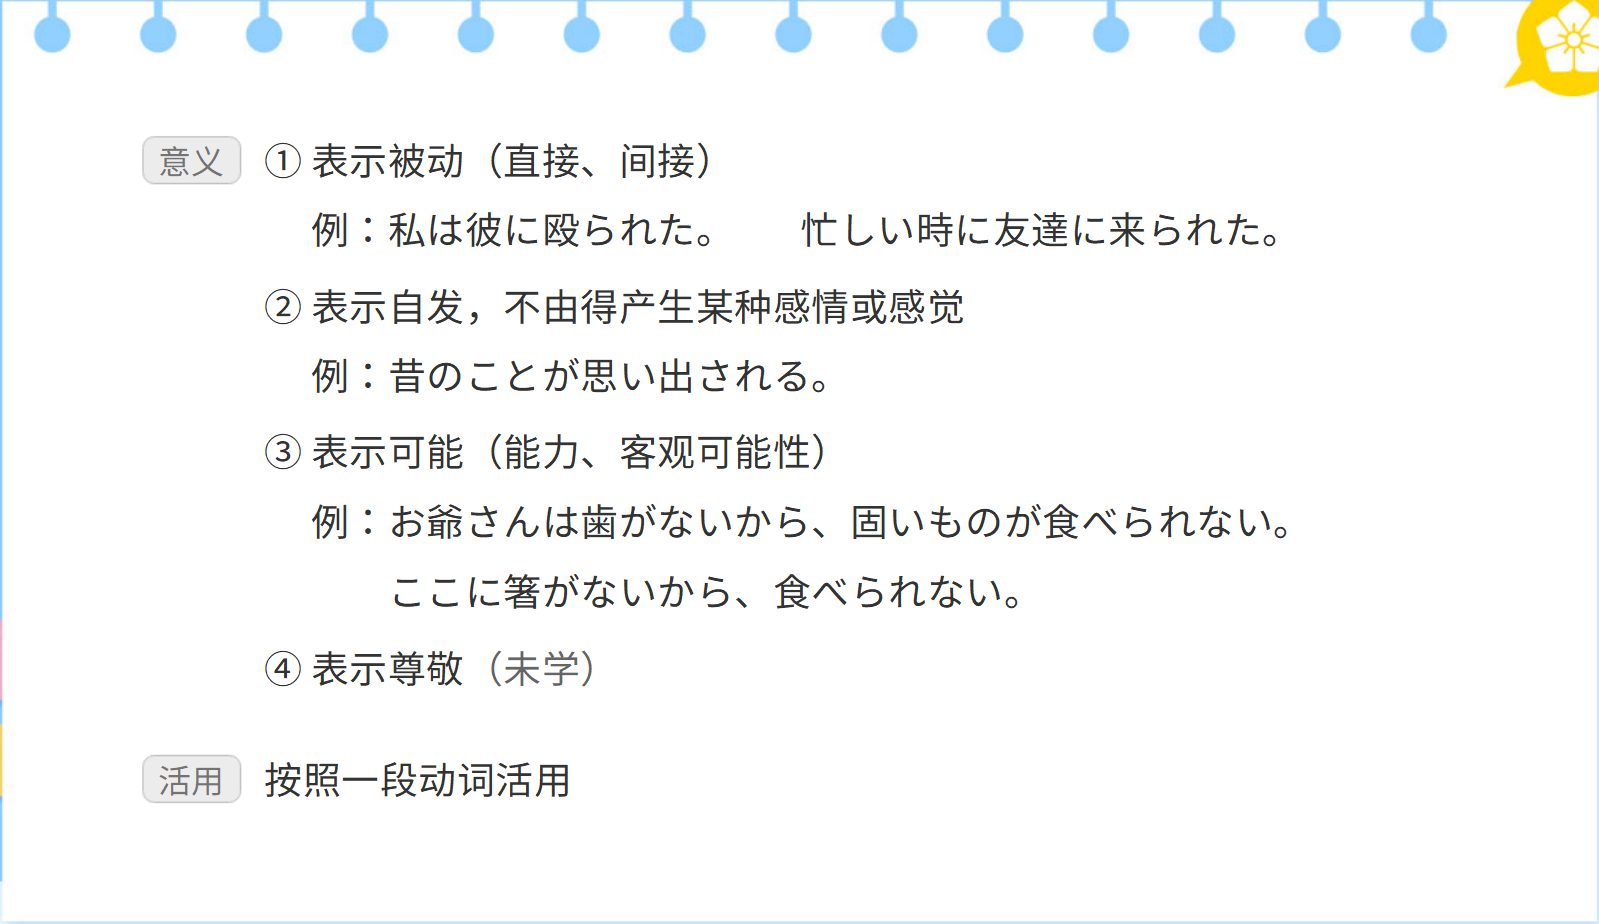 意义 ① 表示被动（直接、间接）
例：私は彼に殴られた。　　忙しい時に友達に来られた。
② 表示自发，不由得产生某种感情或感觉
例：昔のことが思い出される。
③ 表示可能（能力、客观可能性）
例：お爺さんは歯がないから、固いものが食べられない。
ここに箸がないから、食べられない。
④ 表示尊敬（未学）
活用 按照一段动词活用